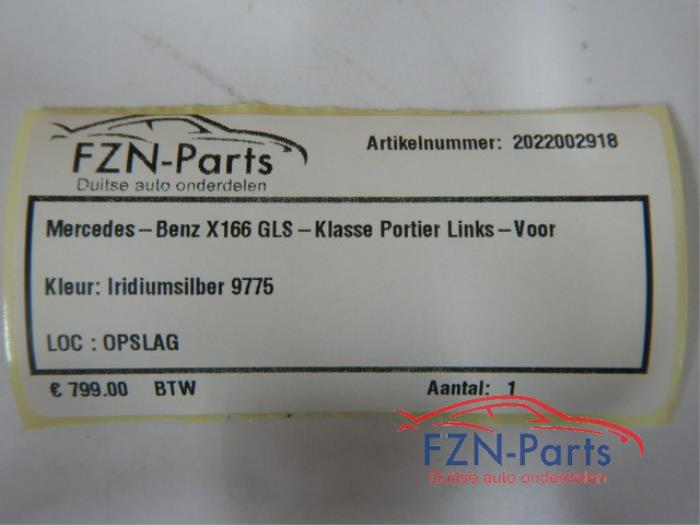 FZN-Parts
Duitse auto onderdelen
Artikelnummer: 2022002918
Mercedes-Benz X166 GLS-Klasse Portier Links-Voor
Kleur: Iridiumsilber 9775
LOC : OPSLAG
€ 799.00 BTW
Aantal: 1
FZN-Parts
Duitse auto onderdelen